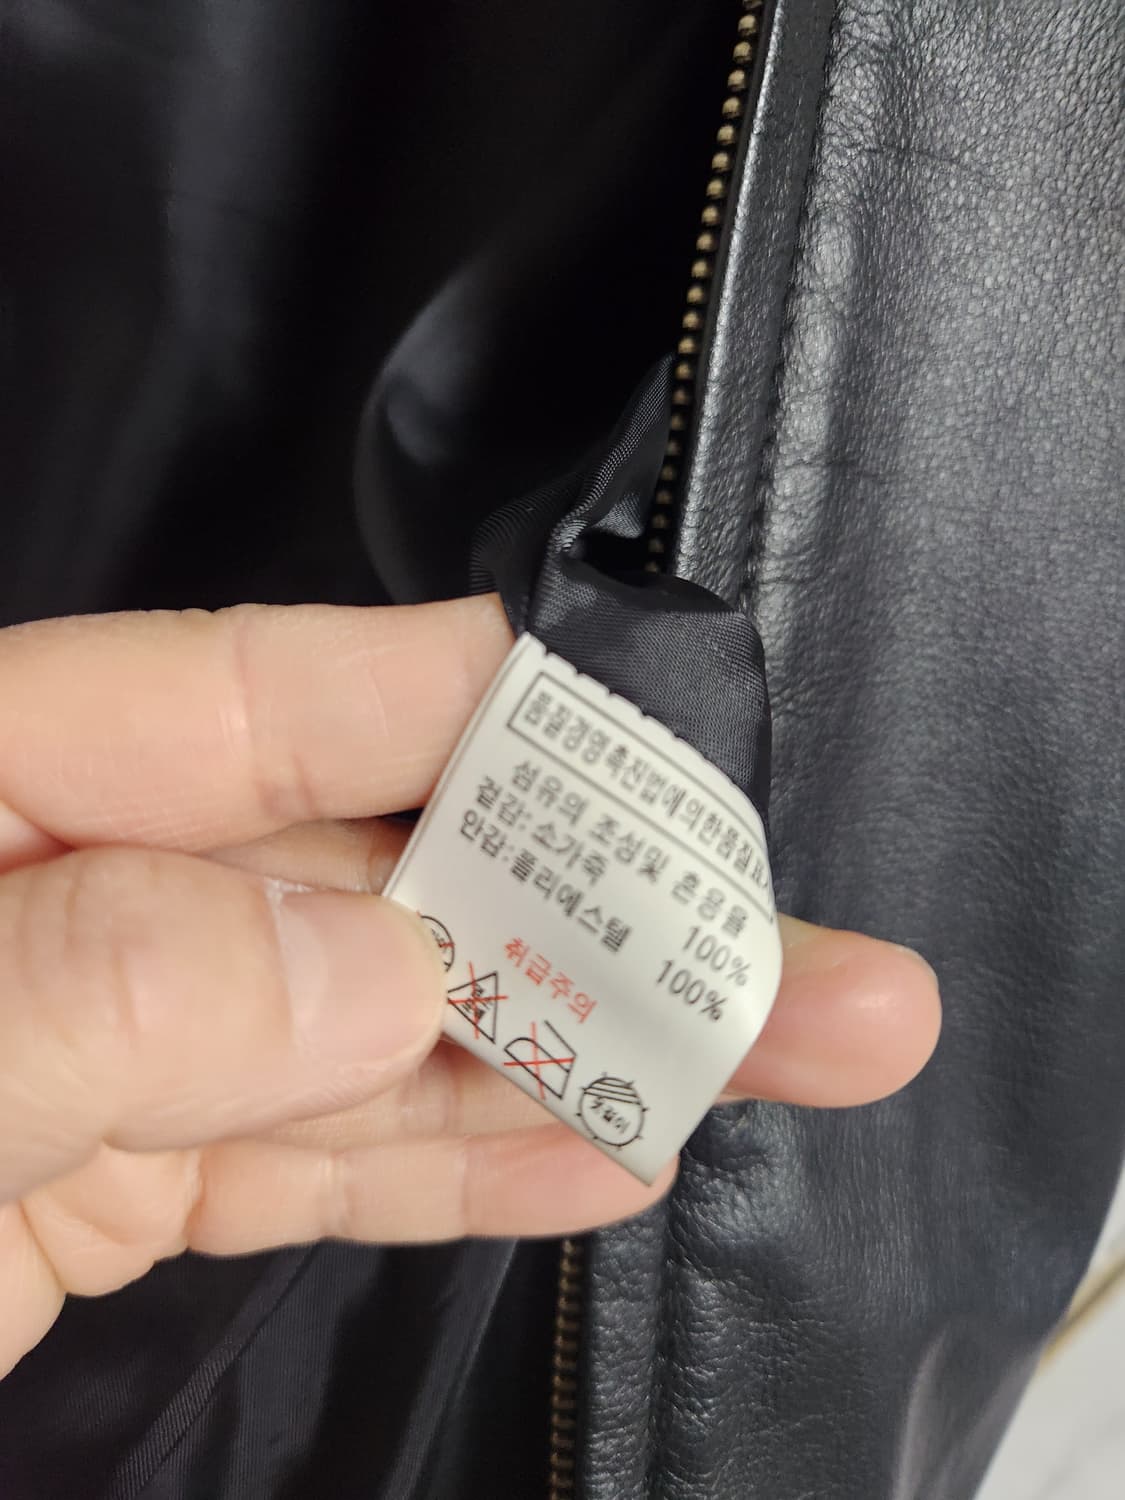 품질경영촉진법에의한품질표
섬유의 조성및 혼용율
겉감: 소가죽 100%
안감: 폴리에스텔 100%
취급주의